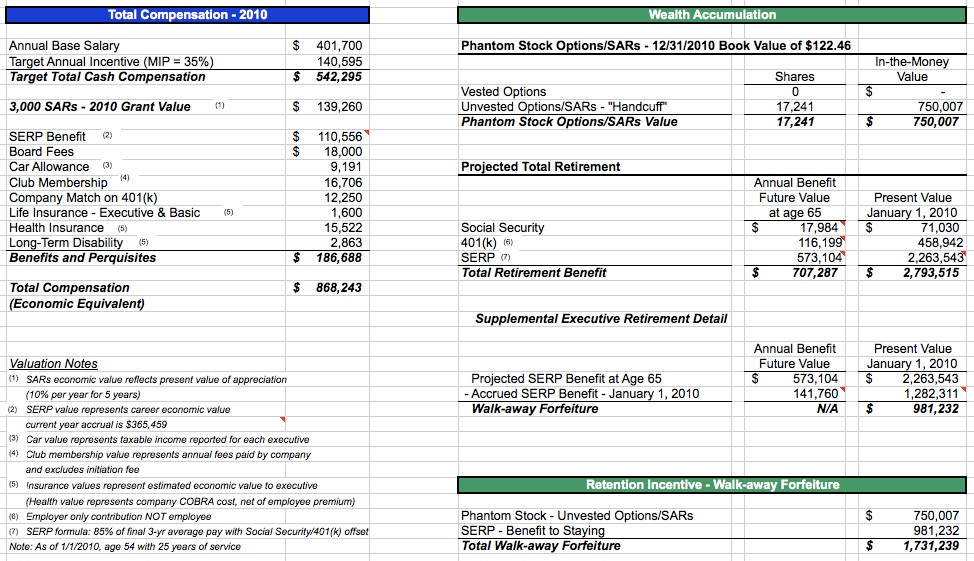 Total Compensation - 2010
Annual Base Salary $ 401,700
Target Annual Incentive (MIP = 35%) 140,595
Target Total Cash Compensation $ 542,295
3,000 SARs - 2010 Grant Value (1) $ 139,260
SERP Benefit (2) $ 110,556
Board Fees $ 18,000
Car Allowance (3) 9,191
Club Membership (4) 16,706
Company Match on 401(k) 12,250
Life Insurance - Executive & Basic (5) 1,600
Health Insurance (5) 15,522
Long-Term Disability (5) 2,863
Benefits and Perquisites $ 186,688
Total Compensation $ 868,243
(Economic Equivalent)
Valuation Notes
(1) SARs economic value reflects present value of appreciation
(10% per year for 5 years)
(2) SERP value represents career economic value
current year accrual is $365,459
(3) Car value represents taxable income reported for each executive
(4) Club membership value represents annual fees paid by company
and excludes initiation fee
(5) Insurance values represent estimated economic value to executive
(Health value represents company COBRA cost, net of employee premium)
(6) Employer only contribution NOT employee
(7) SERP formula: 85% of final 3-yr average pay with Social Security/401(k) offset
Note: As of 1/1/2010, age 54 with 25 years of service
Wealth Accumulation
Phantom Stock Options/SARs - 12/31/2010 Book Value of $122.46
In-the-Money
Shares Value
Vested Options 0 $ -
Unvested Options/SARs - "Handcuff" 17,241 750,007
Phantom Stock Options/SARs Value 17,241 $ 750,007
Projected Total Retirement
Annual Benefit
Future Value Present Value
at age 65 January 1, 2010
Social Security $ 17,984 $ 71,030
401(k) (6) 116,199 458,942
SERP (7) 573,104 2,263,543
Total Retirement Benefit $ 707,287 $ 2,793,515
Supplemental Executive Retirement Detail
Annual Benefit Present Value
Future Value January 1, 2010
Projected SERP Benefit at Age 65 $ 573,104 $ 2,263,543
- Accrued SERP Benefit - January 1, 2010 141,760 1,282,311
Walk-away Forfeiture N/A $ 981,232
Retention Incentive - Walk-away Forfeiture
Phantom Stock - Unvested Options/SARs $ 750,007
SERP - Benefit to Staying 981,232
Total Walk-away Forfeiture $ 1,731,239